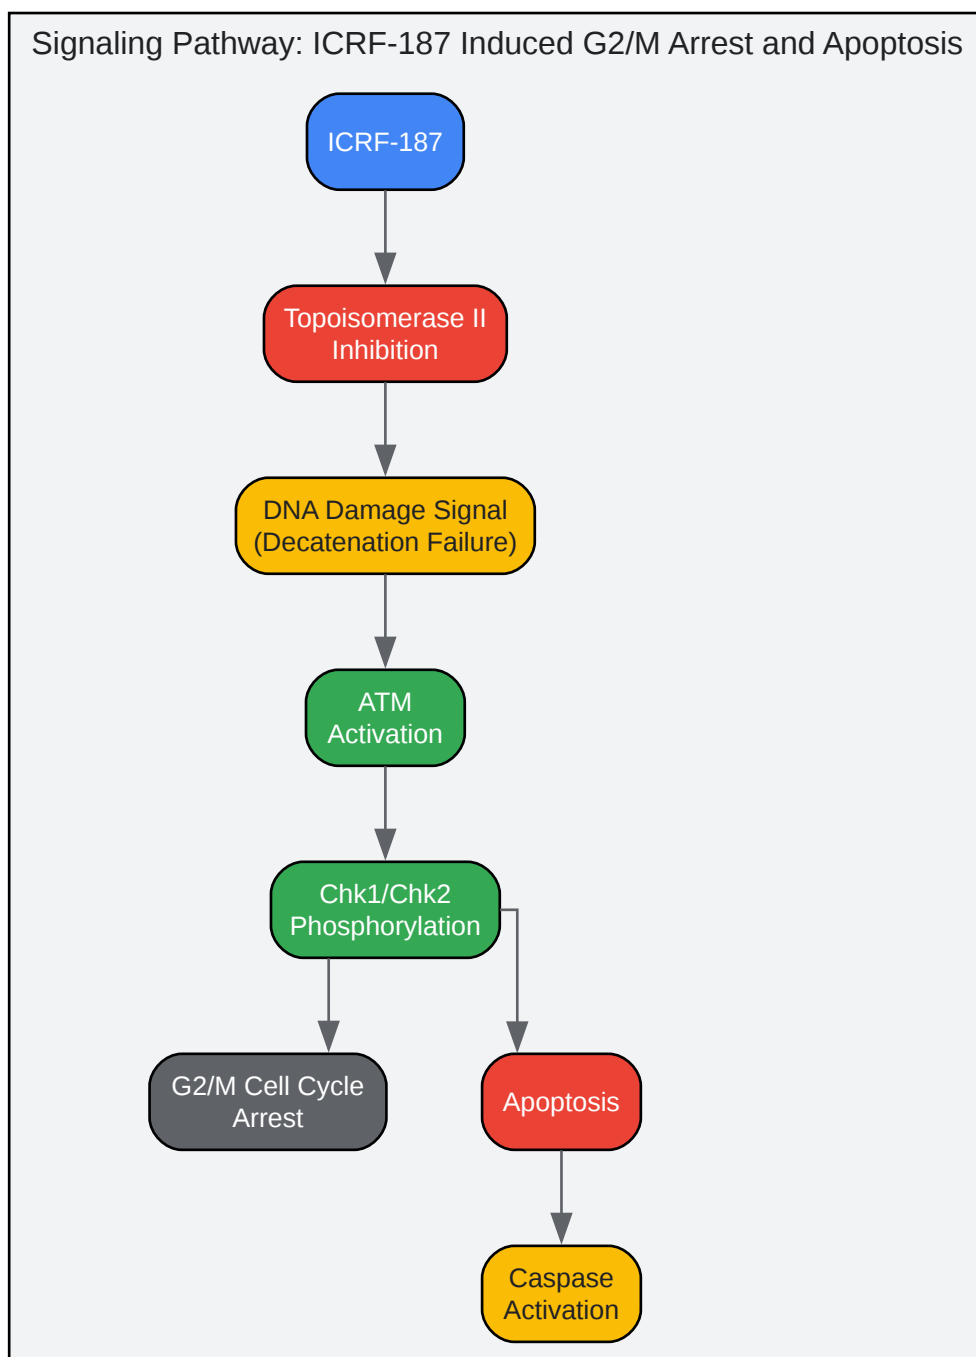 Signaling Pathway: ICRF-187 Induced G2/M Arrest and Apoptosis
ICRF-187
Topoisomerase II
Inhibition
DNA Damage Signal
(Decatenation Failure)
ATM
Activation
Chk1/Chk2
Phosphorylation
G2/M Cell Cycle
Arrest
Apoptosis
Caspase
Activation